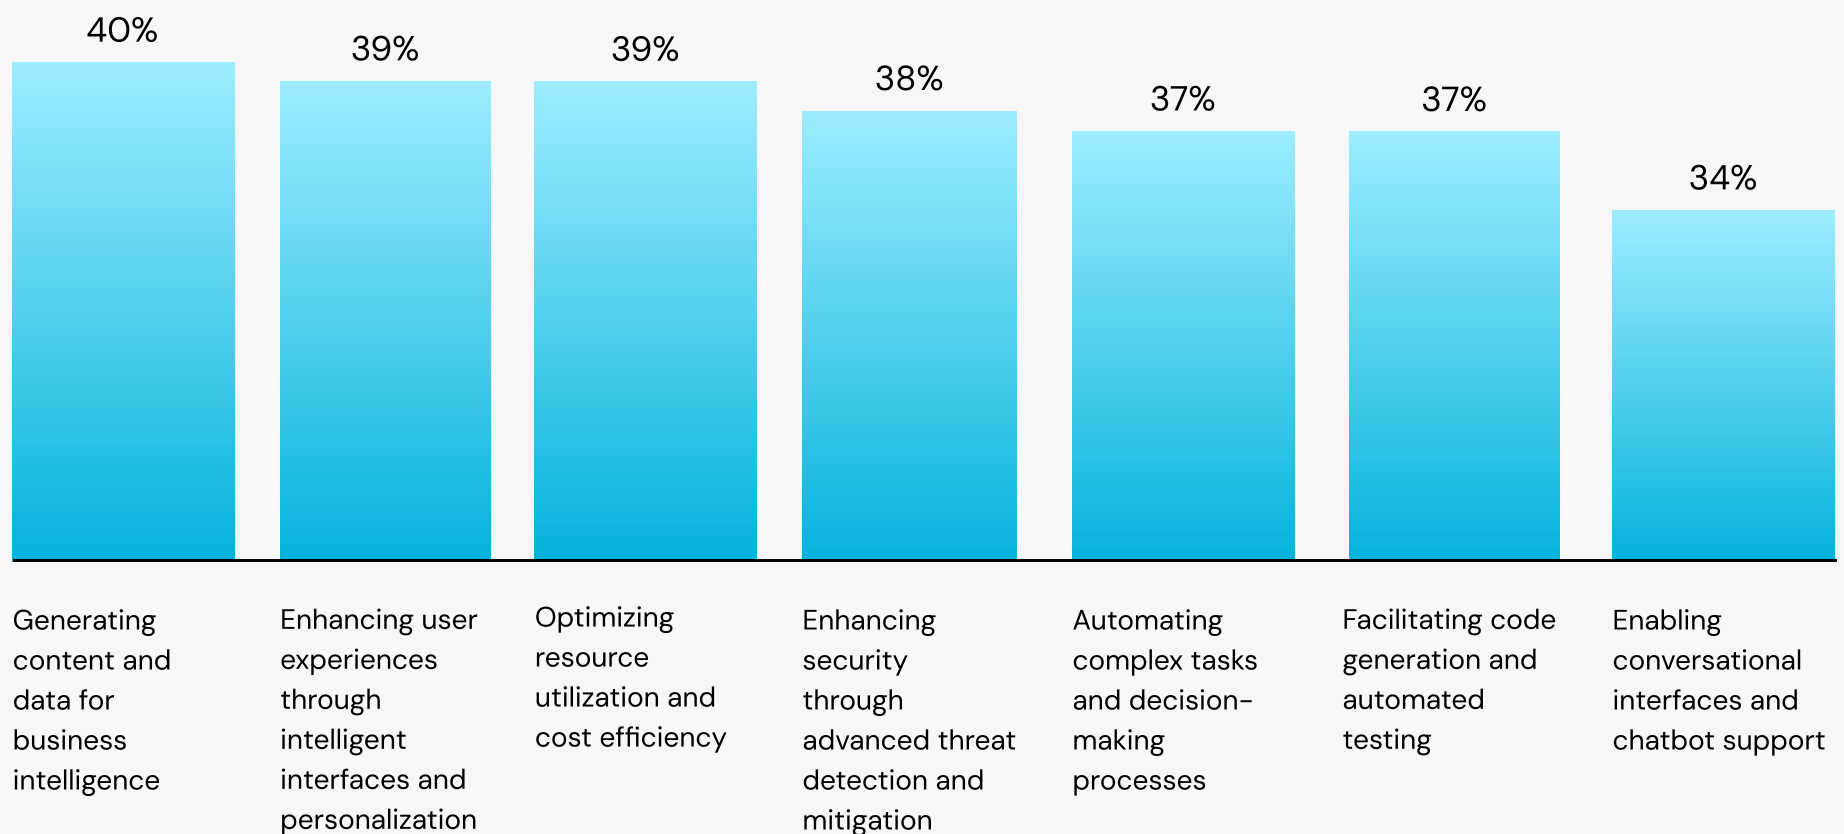 40%
39%
39%
38%
37%
37%
34%
Generating
content and
data for
business
intelligence
Enhancing user
experiences
through
intelligent
interfaces and
personalization
Optimizing
resource
utilization and
cost efficiency
Enhancing
security
through
advanced threat
detection and
mitigation
Automating
complex tasks
and decision-
making
processes
Facilitating code
generation and
automated
testing
Enabling
conversational
interfaces and
chatbot support